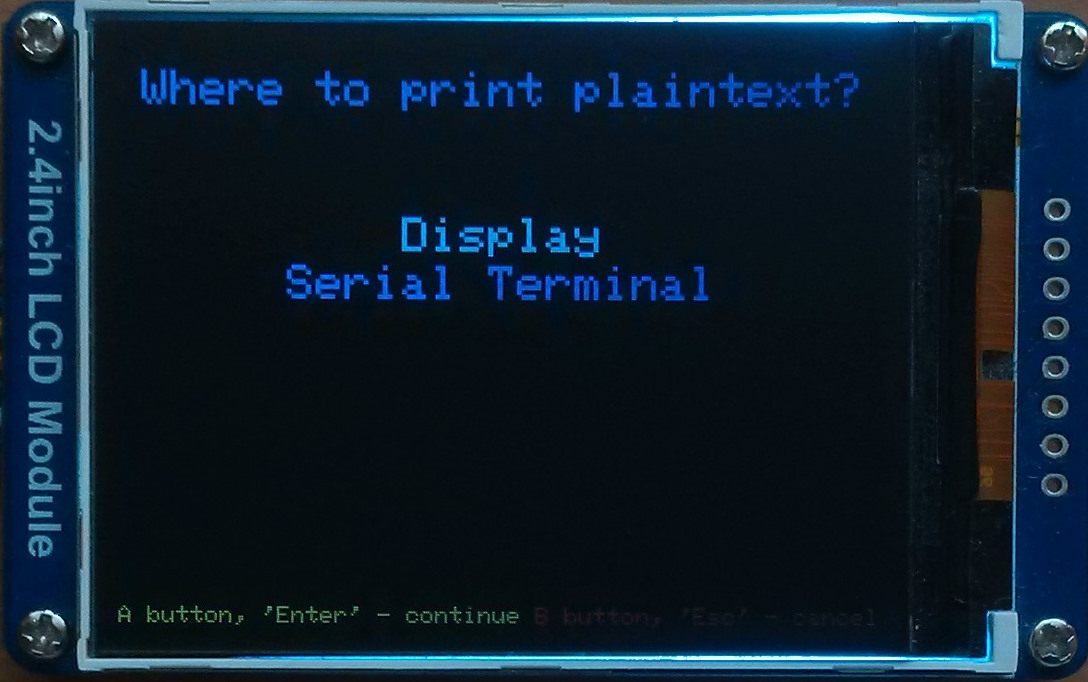 Where to print plaintext?
Display
Serial Terminal
A button, 'Enter' - continue B button, 'Esc' - cancel
2.4inch LCD Module